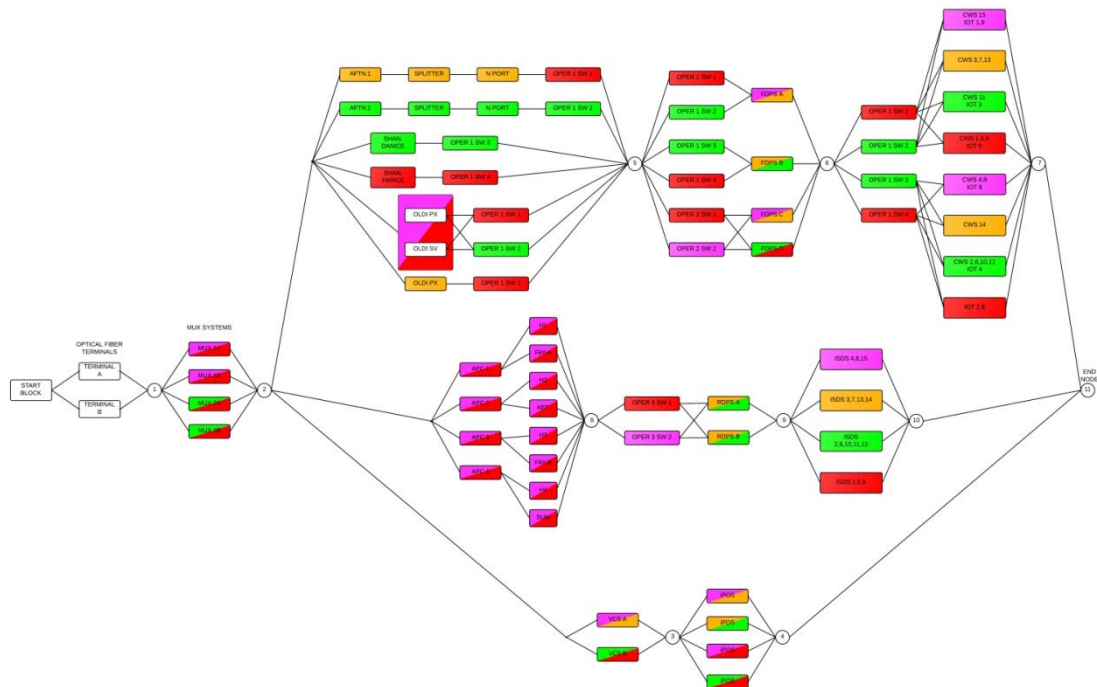 CWS 15
IOT 1,9
AFTN 1
SPLITTER
N PORT
OPER 1 SW 1
OPER 1 SW 1
FDPS A
CWS 3,7,13
AFTN 2
SPLITTER
N PORT
OPER 1 SW 2
OPER 1 SW 2
OPER 1 SW 1
CWS 11
IOT 3
SHAN.
DANICE
OPER 1 SW 3
OPER 1 SW 3
OPER 1 SW 2
CWS 1,5,9
5
FDPS B
6
7
SHAN.
FARICE
OPER 1 SW 4
OPER 1 SW 4
OPER 1 SW 3
CWS 4,8
OLDI PX
OPER 1 SW 1
OPER 2 SW 1
FDPS C
OPER 1 SW 4
CWS 14
OLDI SV
OPER 1 SW 2
OPER 2 SW 2
CWS 2,6,10,12
IOT 4
OLDI PX
OPER 1 SW 1
MUX SYSTEMS
OPTICAL FIBER
TERMINALS
START
BLOCK
TERMINAL
A
TERMINAL
B
1
2
8
OPER 3 SW 1
OPER 3 SW 2
RDPS A
RDPS B
9
ISDS 4,8,15
ISDS 3,7,13,14
ISDS
2,6,10,11,12
ISDS 1,5,9
10
END
NODE
11
VCS A
3
iPOS
iPOS
iPOS
iPOS
4